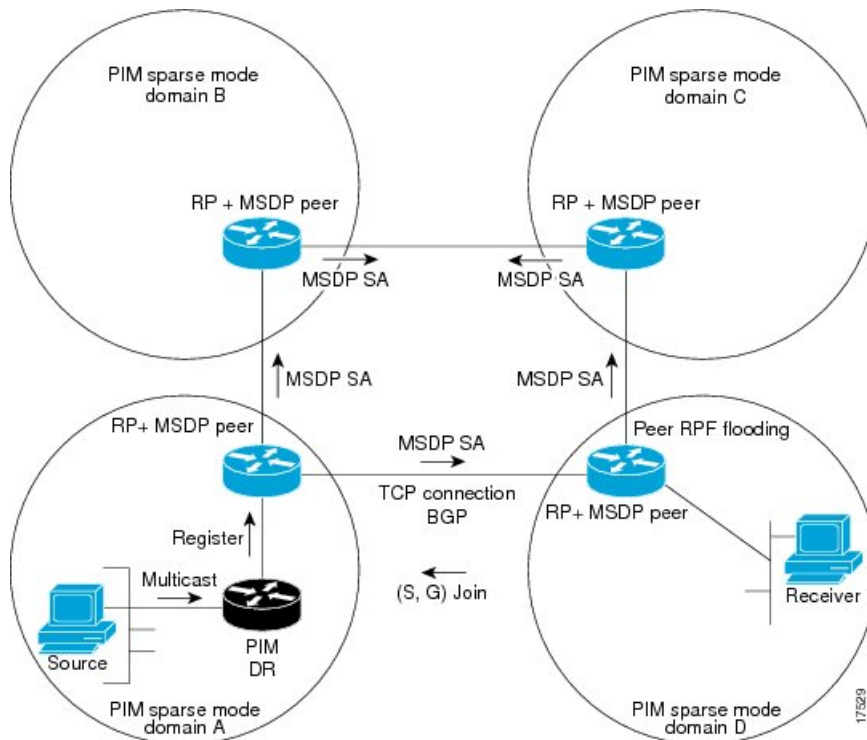 PIM sparse mode
domain B
PIM sparse mode
domain C
RP + MSDP peer
RP + MSDP peer
MSDP SA
MSDP SA
MSDP SA
MSDP SA
RP+ MSDP peer
MSDP SA
Peer RPF flooding
TCP connection
BGP
RP+ MSDP peer
Register
Multicast
(S, G) Join
Receiver
Source
PIM
DR
PIM sparse mode
domain A
PIM sparse mode
domain D
17529